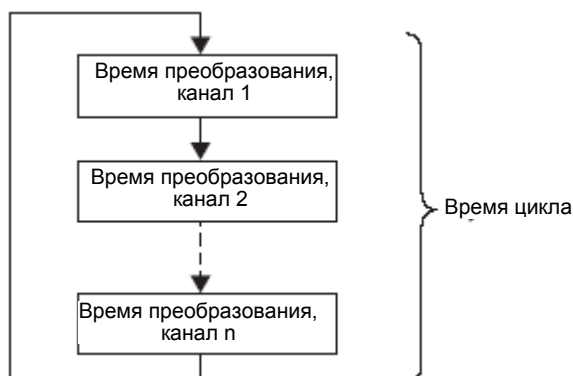 Время преобразования,
канал 1
Время преобразования,
канал 2
Время цикла
Время преобразования,
канал n